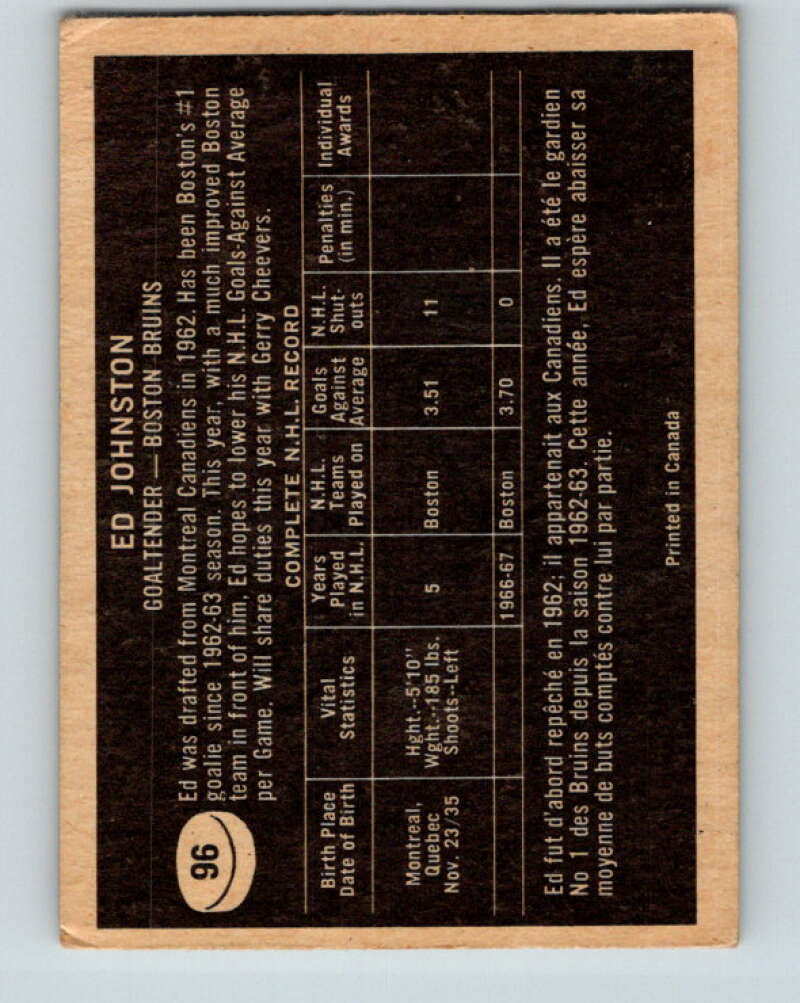 ED JOHNSTON
GOALTENDER — BOSTON BRUINS
96
Ed was drafted from Montreal Canadiens in 1962. Has been Boston's #1
goalie since 1962-63 season. This year, with a much improved Boston
team in front of him, Ed hopes to lower his N.H.L. Goals-Against Average
per Game. Will share duties this year with Gerry Cheevers.
COMPLETE N.H.L. RECORD
Birth Place
Date of Birth
Vital
Statistics
Years
Played
in N.H.L.
N.H.L.
Teams
Played on
Goals
Against
Average
N.H.L.
Shut-
outs
Penalties
(in min.)
Individual
Awards
Montreal,
Quebec
Nov. 23/35
Hght.--5'10"
Wght.--185 lbs.
Shoots--Left
5
Boston
3.51
11
1966-67
Boston
3.70
0
Ed fut d'abord repêché en 1962; il appartenait aux Canadiens. Il a été le gardien
No 1 des Bruins depuis la saison 1962-63. Cette année, Ed espère abaisser sa
moyenne de buts comptés contre lui par partie.
Printed in Canada